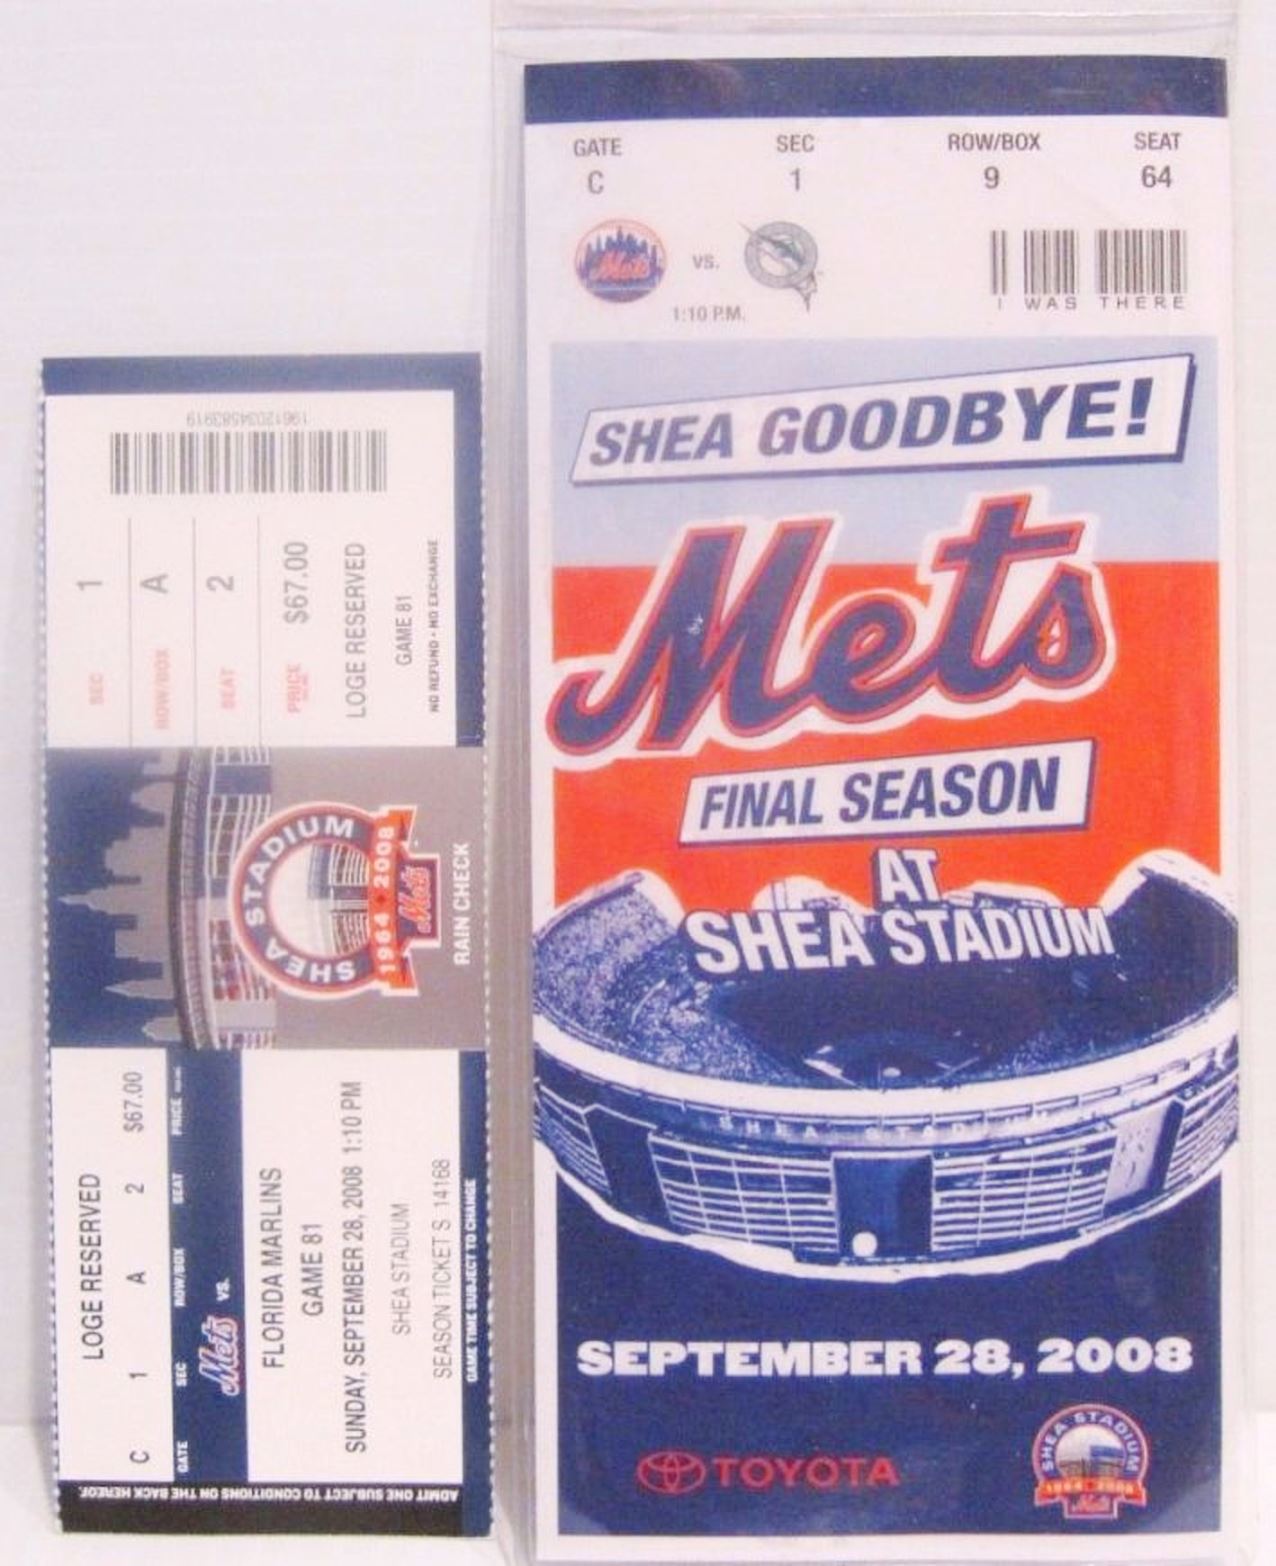 1961203458​3919
SEC 1
ROW/BOX A
SEAT 2
PRICE $67.00
LOGE RESERVED
GAME 81
NO REFUND • NO EXCHANGE
SHEA STADIUM
1964 2008
Mets
RAIN CHECK
LOGE RESERVED
C 1 A 2 $67.00
GATE SEC ROW/BOX SEAT PRICE
Mets VS.
FLORIDA MARLINS
GAME 81
SUNDAY, SEPTEMBER 28, 2008 1:10 PM
SHEA STADIUM
SEASON TICKET S 14168
GAME TIME SUBJECT TO CHANGE
ADMIT ONE SUBJECT TO CONDITIONS ON THE BACK HEREOF.
GATE SEC ROW/BOX SEAT
C 1 9 64
Mets VS.
1:10 P.M.
I WAS THERE
SHEA GOODBYE!
Mets
FINAL SEASON
AT
SHEA STADIUM
SHEA STADIUM
SEPTEMBER 28, 2008
TOYOTA
SHEA STADIUM
1964 2008
Mets